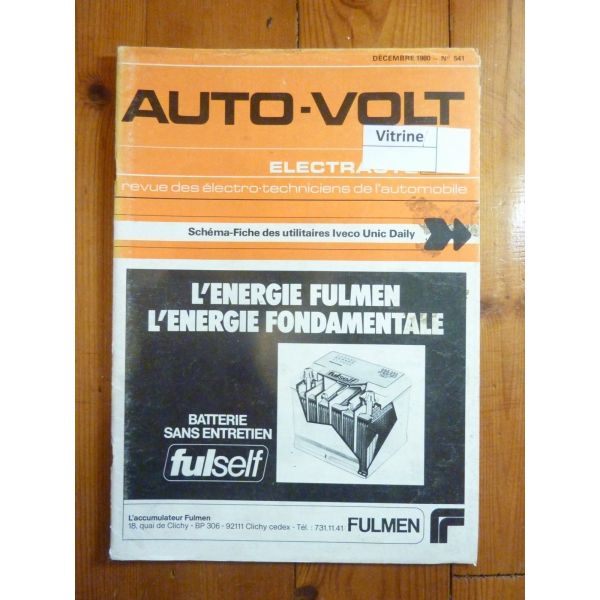 DÉCEMBRE 1980 - N° 541
AUTO-VOLT
Vitrine
revue des électro-techniciens de l'automobile
Schéma-Fiche des utilitaires Iveco Unic Daily
L'ENERGIE FULMEN
L'ENERGIE FONDAMENTALE
fulself
BATTERIE
SANS ENTRETIEN
fulself
L'accumulateur Fulmen
18, quai de Clichy - BP 306 - 92111 Clichy cedex - Tél. : 731.11.41
FULMEN